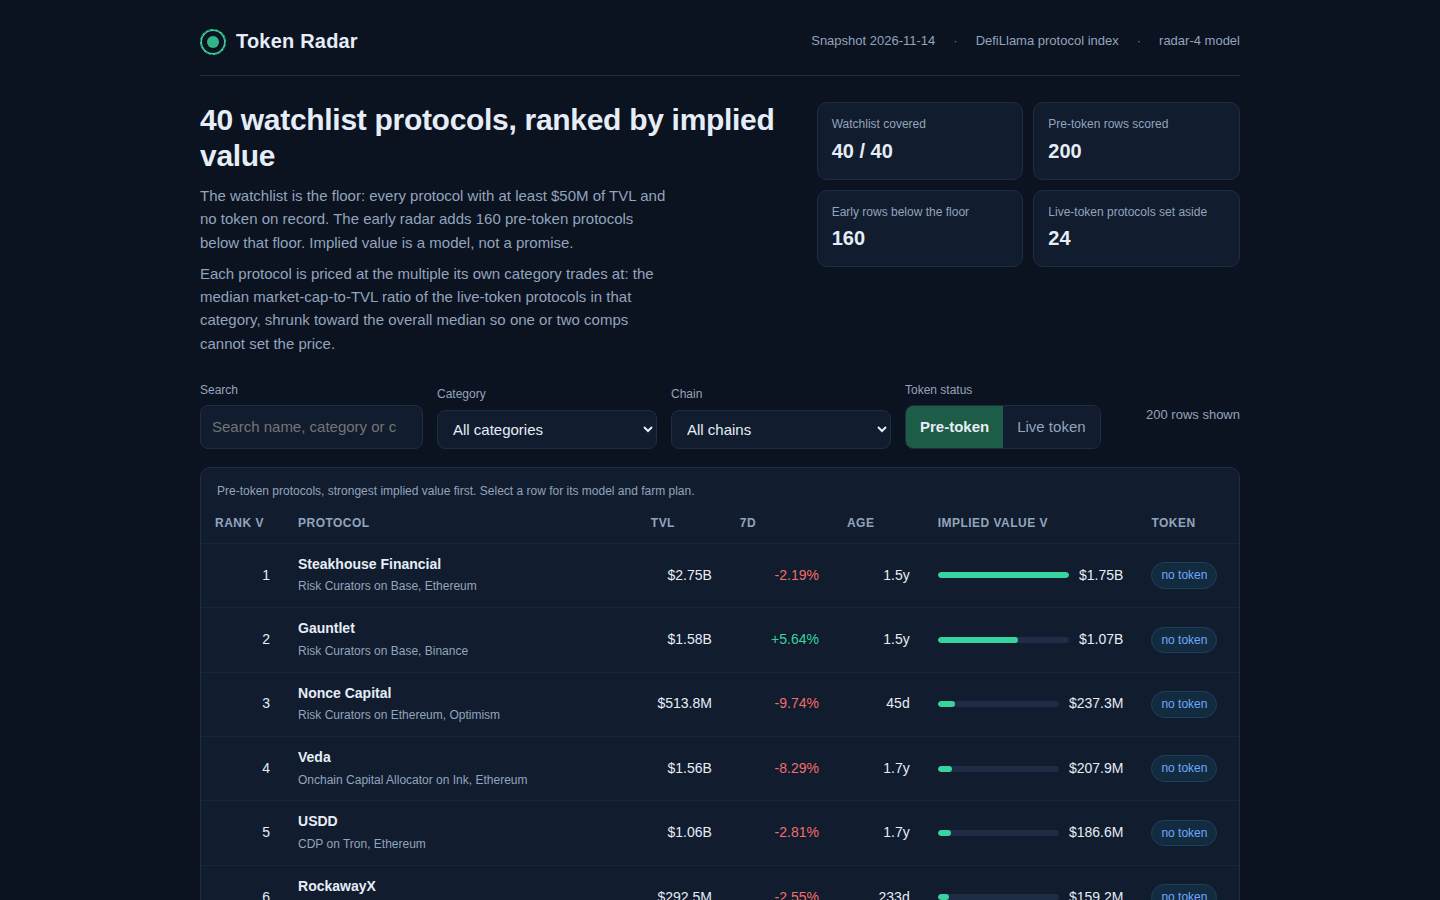 Token Radar
Snapshot 2026-11-14 · DefiLlama protocol index · radar-4 model
40 watchlist protocols, ranked by implied
value
The watchlist is the floor: every protocol with at least $50M of TVL and
no token on record. The early radar adds 160 pre-token protocols
below that floor. Implied value is a model, not a promise.
Each protocol is priced at the multiple its own category trades at: the
median market-cap-to-TVL ratio of the live-token protocols in that
category, shrunk toward the overall median so one or two comps
cannot set the price.
Watchlist covered
40 / 40
Pre-token rows scored
200
Early rows below the floor
160
Live-token protocols set aside
24
Search
Search name, category or c
Category
All categories
Chain
All chains
Token status
Pre-token Live token
200 rows shown
Pre-token protocols, strongest implied value first. Select a row for its model and farm plan.
RANK V PROTOCOL TVL 7D AGE IMPLIED VALUE V TOKEN
1 Steakhouse Financial $2.75B -2.19% 1.5y $1.75B no token
Risk Curators on Base, Ethereum
2 Gauntlet $1.58B +5.64% 1.5y $1.07B no token
Risk Curators on Base, Binance
3 Nonce Capital $513.8M -9.74% 45d $237.3M no token
Risk Curators on Ethereum, Optimism
4 Veda $1.56B -8.29% 1.7y $207.9M no token
Onchain Capital Allocator on Ink, Ethereum
5 USDD $1.06B -2.81% 1.7y $186.6M no token
CDP on Tron, Ethereum
6 RockawayX $292.5M -2.55% 233d $159.2M no token